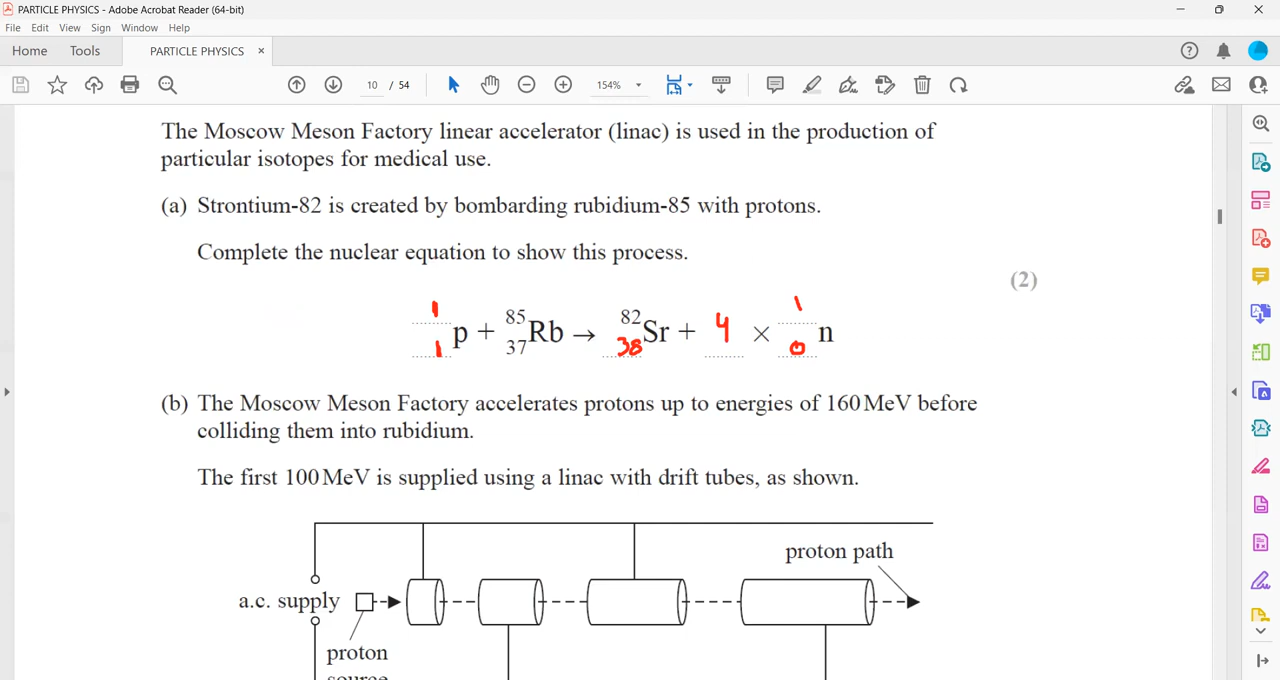 PARTICLE PHYSICS - Adobe Acrobat Reader (64-bit)
File Edit View Sign Window Help
Home Tools PARTICLE PHYSICS ×
10 / 54 154%
The Moscow Meson Factory linear accelerator (linac) is used in the production of
particular isotopes for medical use.
(a) Strontium-82 is created by bombarding rubidium-85 with protons.
Complete the nuclear equation to show this process.
(2)
1 85 82 1
p + Rb → Sr + 4 × n
1 37 38 0
(b) The Moscow Meson Factory accelerates protons up to energies of 160 MeV before
colliding them into rubidium.
The first 100 MeV is supplied using a linac with drift tubes, as shown.
proton path
a.c. supply
proton
source